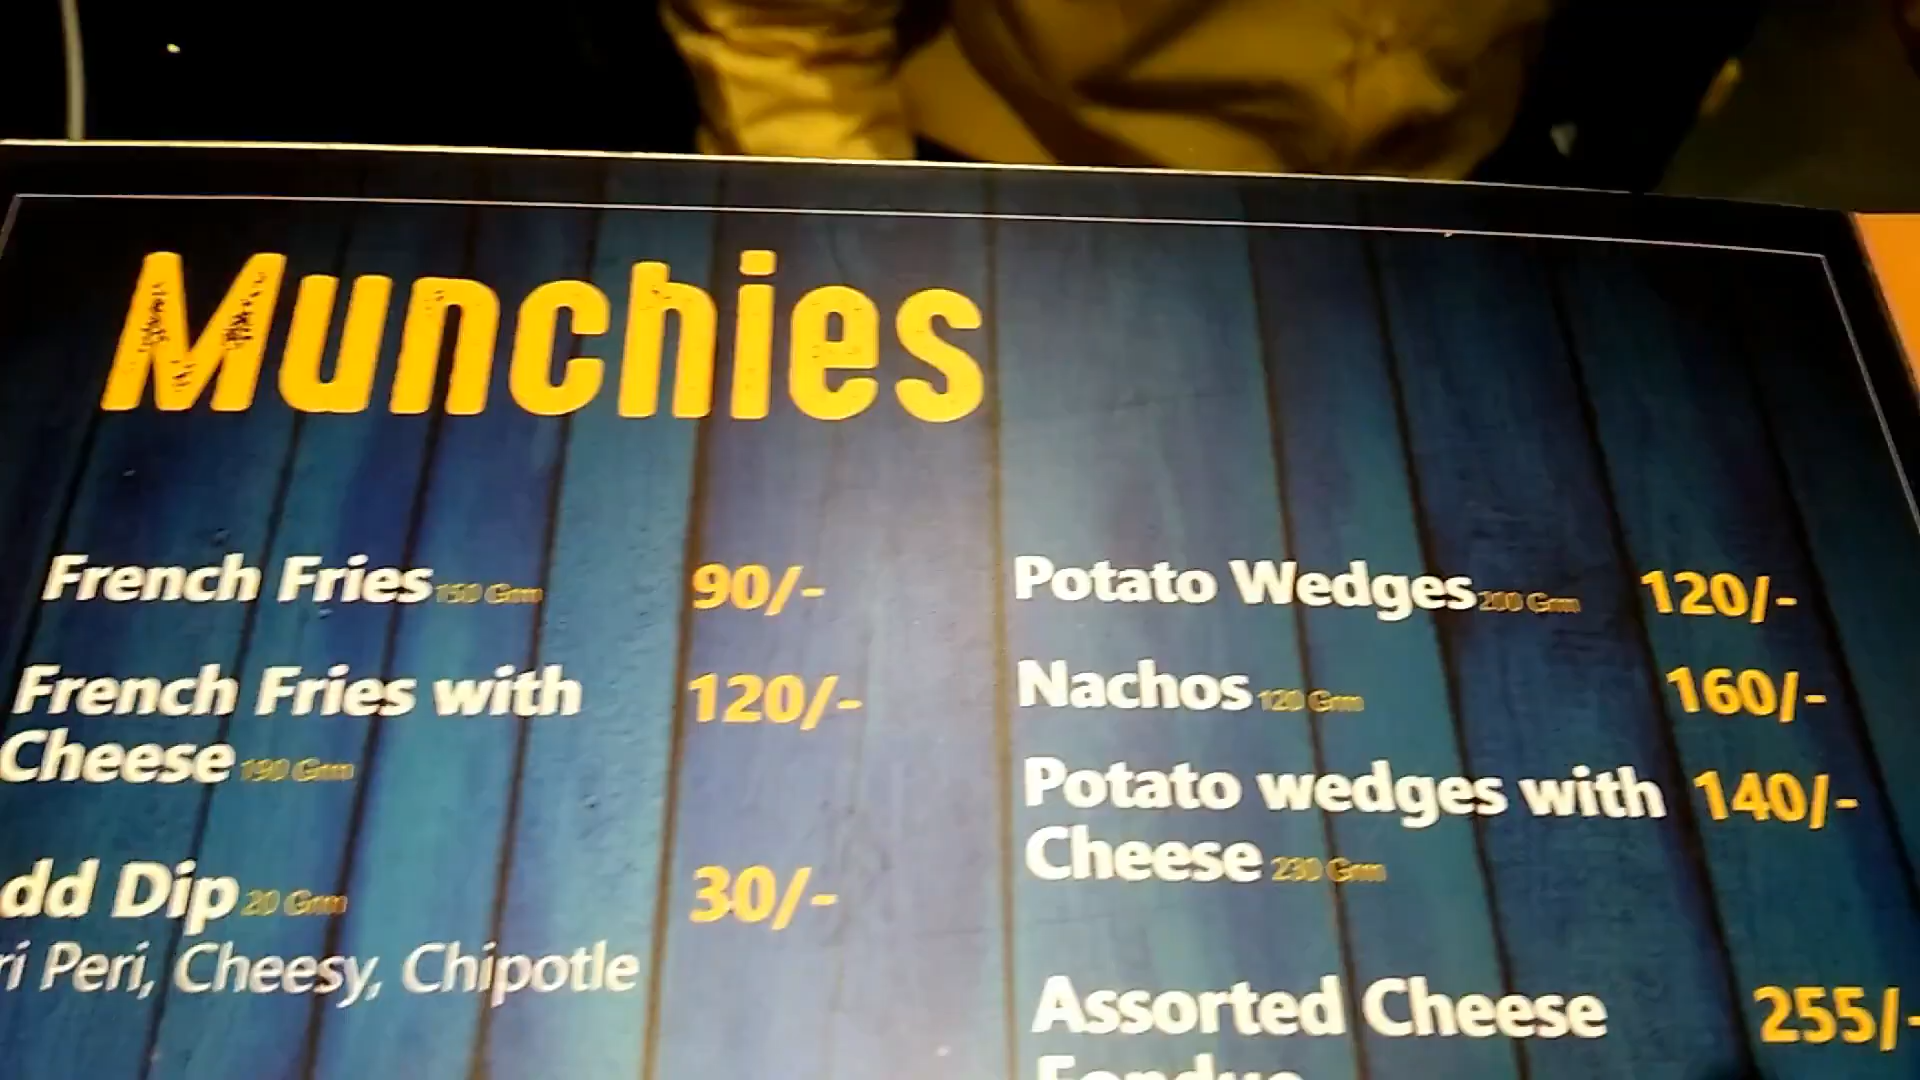 Munchies
French Fries 150 Gm 90/-
French Fries with 120/-
Cheese 190 Gm
dd Dip 20 Gm 30/-
ri Peri, Cheesy, Chipotle
Potato Wedges 200 Gm 120/-
Nachos 120 Gm 160/-
Potato wedges with 140/-
Cheese 230 Gm
Assorted Cheese 255/-
Fondue